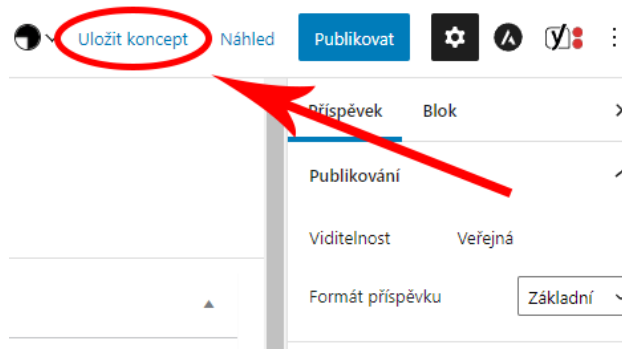 Uložit koncept Náhled Publikovat
Příspěvek Blok
Publikování
Viditelnost Veřejná
Formát příspěvku Základní